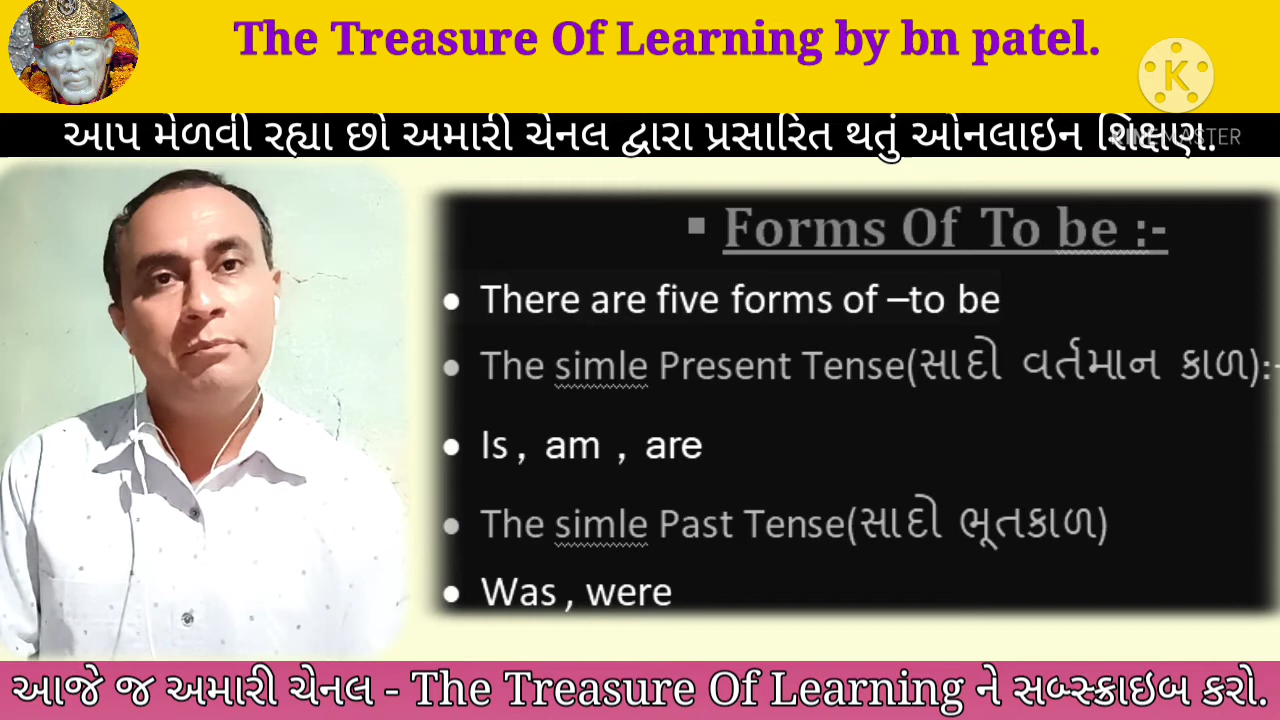 The Treasure Of Learning by bn patel.
K
આપ મેળવી રહ્યા છો અમારી ચેનલ દ્વારા પ્રસારિત થતું ઓનલાઇન શિક્ષણ.
KINEMASTER
▪ Forms Of To be :-
• There are five forms of –to be
• The simle Present Tense(સાદો વર્તમાન કાળ):-
• Is , am , are
• The simle Past Tense(સાદો ભૂતકાળ)
• Was , were
આજે જ અમારી ચેનલ - The Treasure Of Learning ને સબ્સ્ક્રાઇબ કરો.